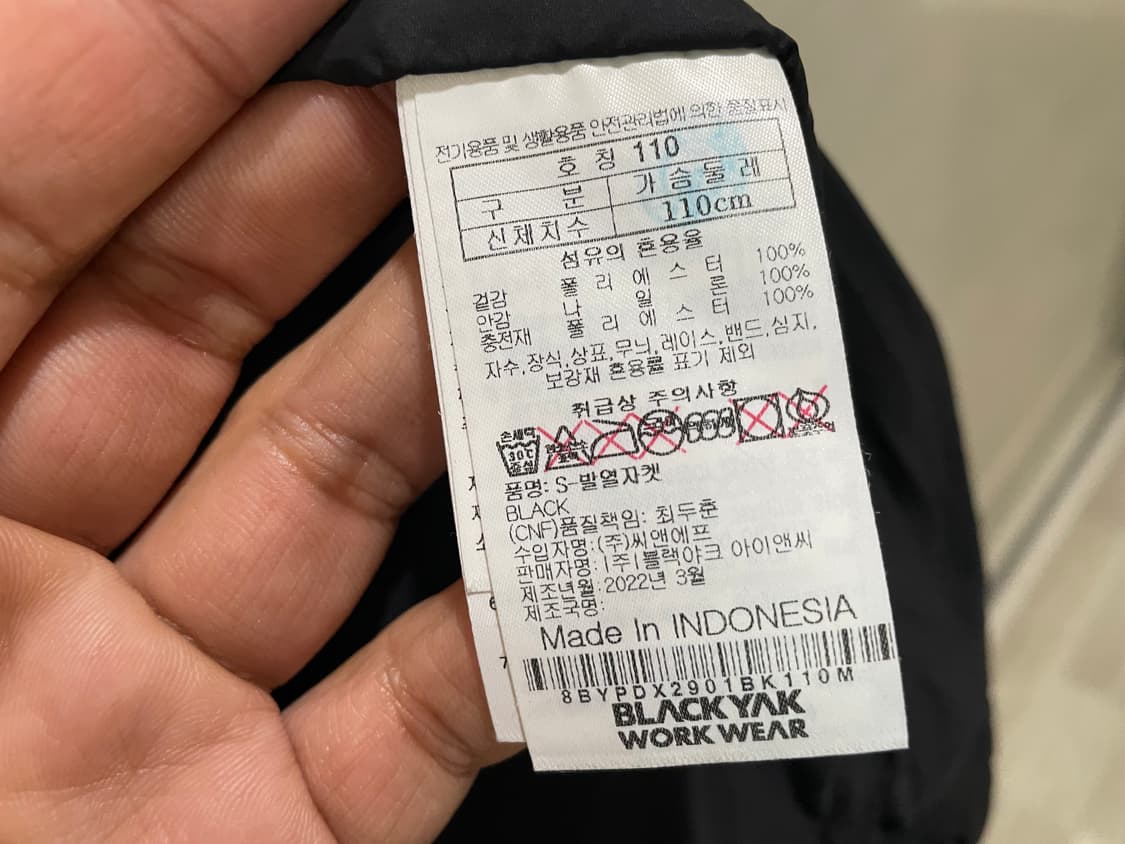 전기용품 및 생활용품 안전관리법에 의한 품질표시
호 칭 110
구 분 가 슴 둘 레
신체치수 110cm
섬유의 혼용율
겉감 폴 리 에 스 터 100%
안감 나 일 론 100%
충전재 폴 리 에 스 터 100%
자수,장식,상표,무늬,레이스,밴드,심지,
보강재 혼용률 표기 제외
취급상 주의사항
손세탁
30℃
중성
품명: S-발열자켓
BLACK
(CNF)품질책임: 최두춘
수입자명:(주)씨앤에프
판매자명:(주)블랙야크 아이앤씨
제조년월:2022년 3월
제조국명:
Made In INDONESIA
8BYPDX2901BK110M
BLACKYAK
WORK WEAR